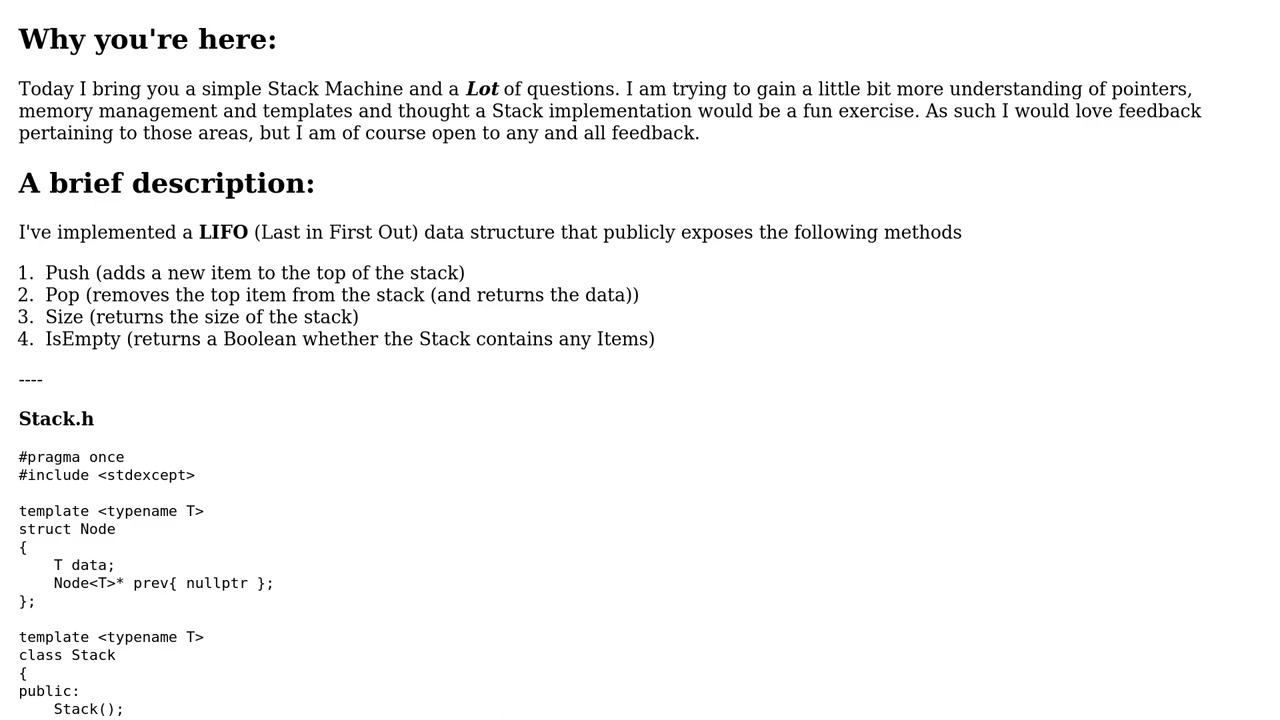 Why you're here:
Today I bring you a simple Stack Machine and a Lot of questions. I am trying to gain a little bit more understanding of pointers,
memory management and templates and thought a Stack implementation would be a fun exercise. As such I would love feedback
pertaining to those areas, but I am of course open to any and all feedback.
A brief description:
I've implemented a LIFO (Last in First Out) data structure that publicly exposes the following methods
1. Push (adds a new item to the top of the stack)
2. Pop (removes the top item from the stack (and returns the data))
3. Size (returns the size of the stack)
4. IsEmpty (returns a Boolean whether the Stack contains any Items)
----
Stack.h
#pragma once
#include <stdexcept>
template <typename T>
struct Node
{
    T data;
    Node<T>* prev{ nullptr };
};
template <typename T>
class Stack
{
public:
    Stack();